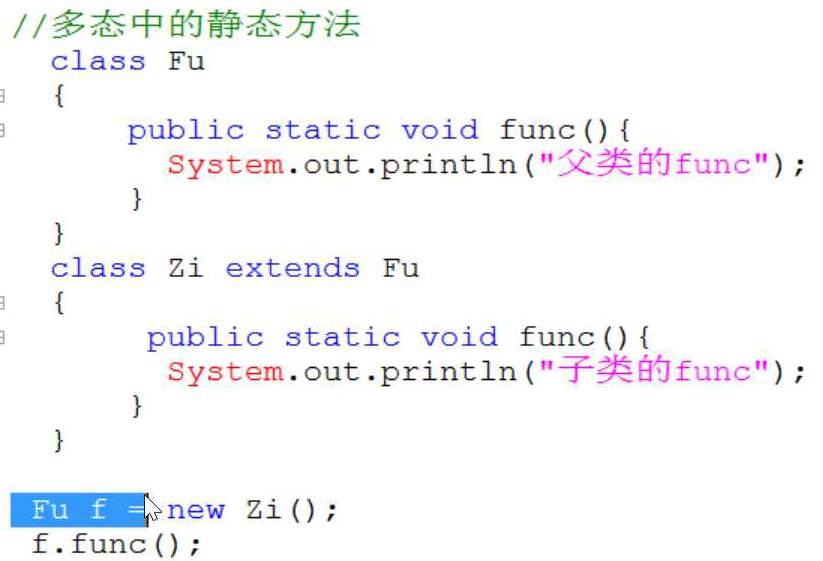 //多态中的静态方法
class Fu
{
public static void func(){
System.out.println("父类的func");
}
}
class Zi extends Fu
{
public static void func(){
System.out.println("子类的func");
}
}
Fu f = new Zi();
f.func();